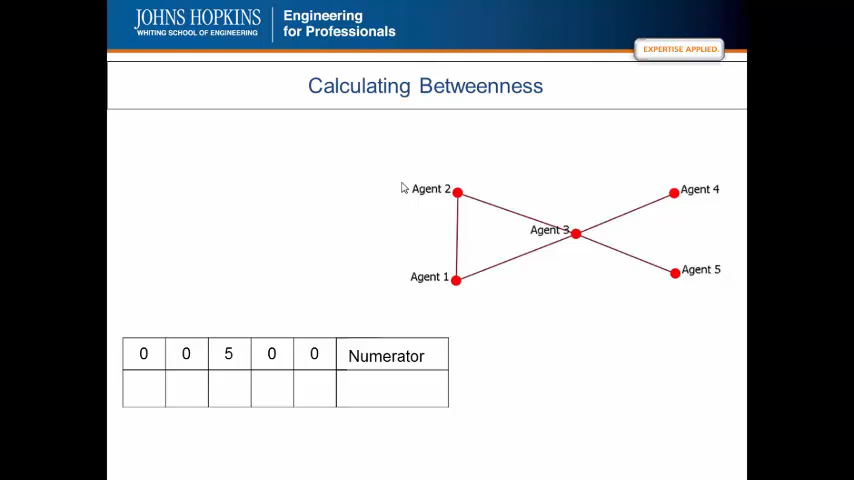 JOHNS HOPKINS
WHITING SCHOOL OF ENGINEERING
Engineering
for Professionals
EXPERTISE APPLIED.
Calculating Betweenness
Agent 2
Agent 4
Agent 3
Agent 5
Agent 1
0 0 5 0 0 Numerator